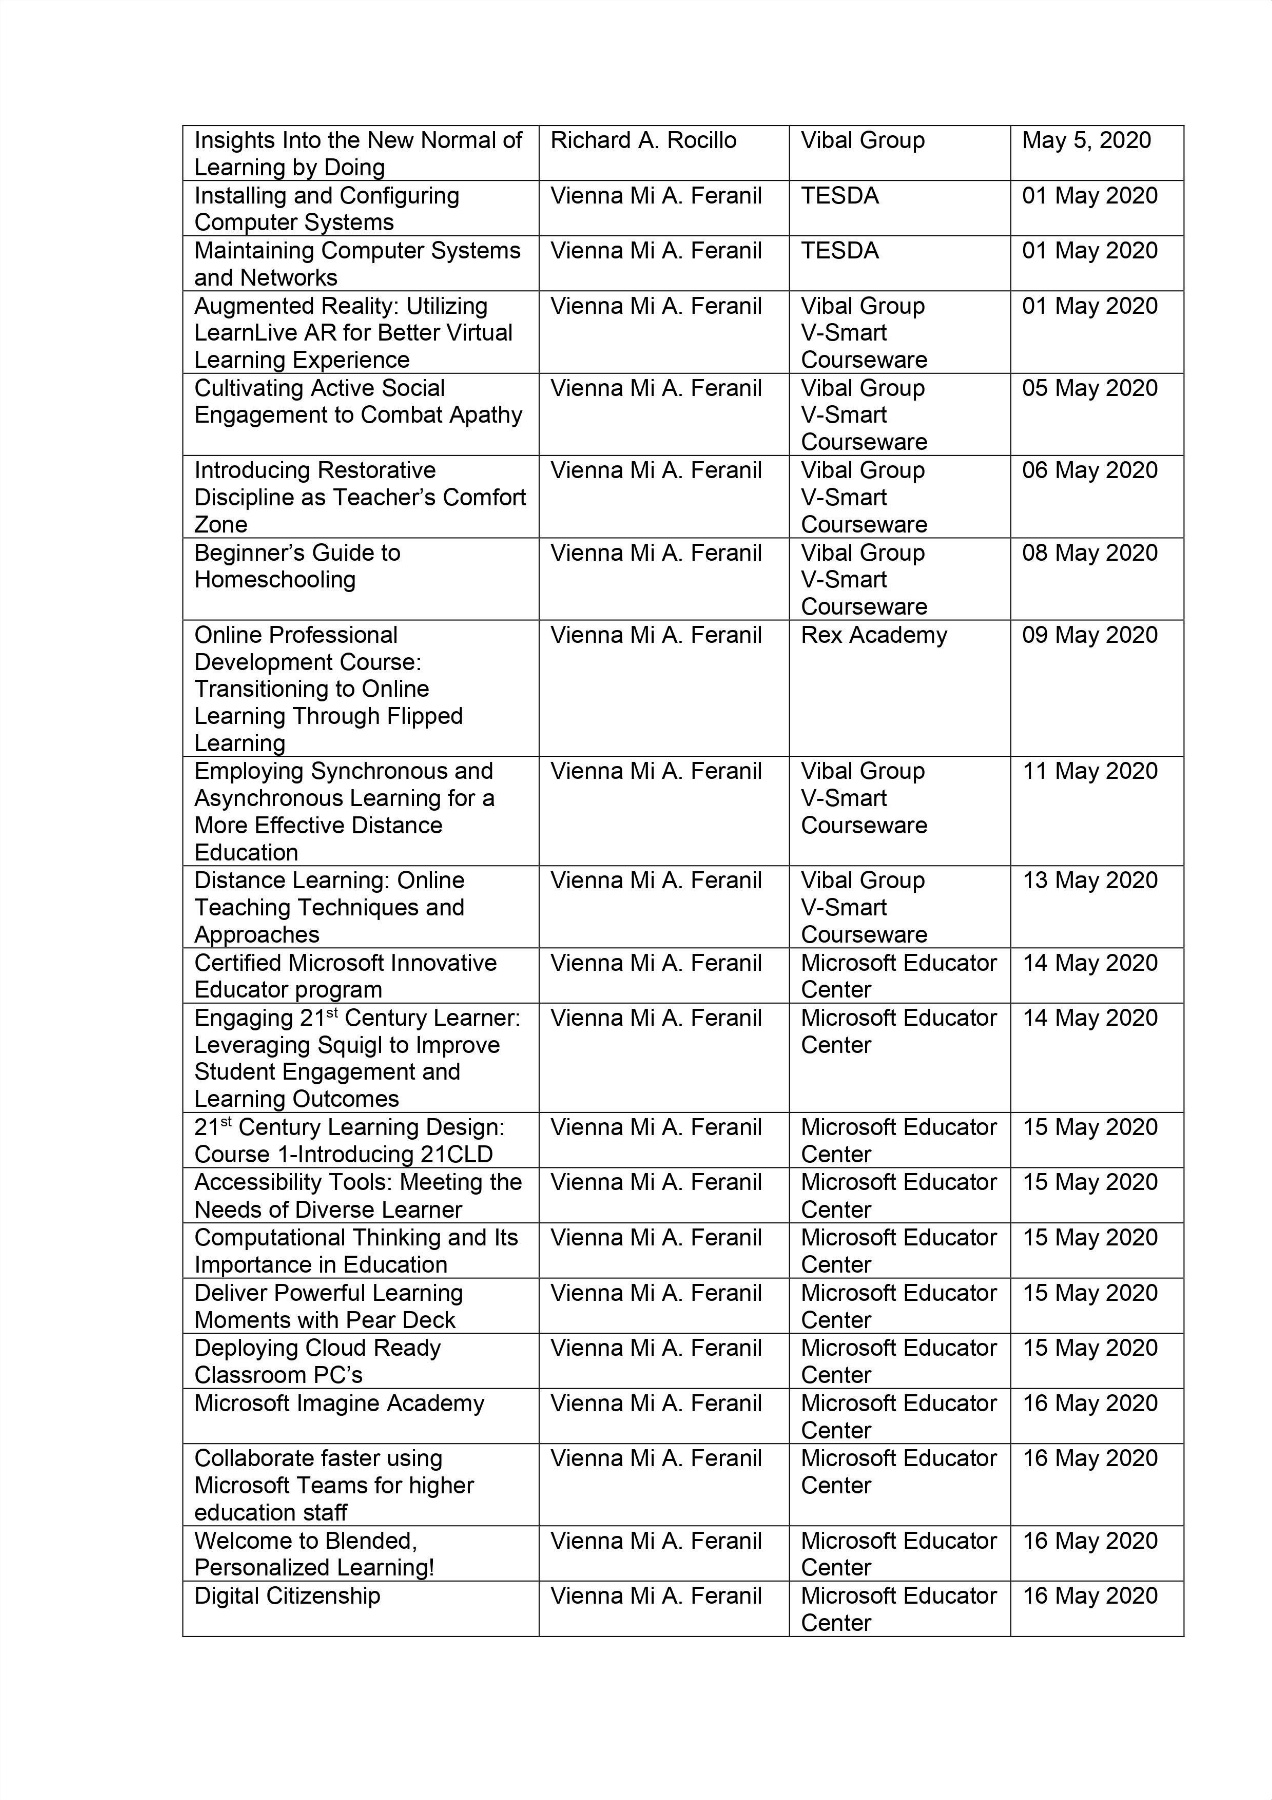 Insights Into the New Normal of
Learning by Doing
Richard A. Rocillo
Vibal Group
May 5, 2020
Installing and Configuring
Computer Systems
Vienna Mi A. Feranil
TESDA
01 May 2020
Maintaining Computer Systems
and Networks
Vienna Mi A. Feranil
TESDA
01 May 2020
Augmented Reality: Utilizing
LearnLive AR for Better Virtual
Learning Experience
Vienna Mi A. Feranil
Vibal Group
V-Smart
Courseware
01 May 2020
Cultivating Active Social
Engagement to Combat Apathy
Vienna Mi A. Feranil
Vibal Group
V-Smart
Courseware
05 May 2020
Introducing Restorative
Discipline as Teacher’s Comfort
Zone
Vienna Mi A. Feranil
Vibal Group
V-Smart
Courseware
06 May 2020
Beginner’s Guide to
Homeschooling
Vienna Mi A. Feranil
Vibal Group
V-Smart
Courseware
08 May 2020
Online Professional
Development Course:
Transitioning to Online
Learning Through Flipped
Learning
Vienna Mi A. Feranil
Rex Academy
09 May 2020
Employing Synchronous and
Asynchronous Learning for a
More Effective Distance
Education
Vienna Mi A. Feranil
Vibal Group
V-Smart
Courseware
11 May 2020
Distance Learning: Online
Teaching Techniques and
Approaches
Vienna Mi A. Feranil
Vibal Group
V-Smart
Courseware
13 May 2020
Certified Microsoft Innovative
Educator program
Vienna Mi A. Feranil
Microsoft Educator
Center
14 May 2020
Engaging 21st Century Learner:
Leveraging Squigl to Improve
Student Engagement and
Learning Outcomes
Vienna Mi A. Feranil
Microsoft Educator
Center
14 May 2020
21st Century Learning Design:
Course 1-Introducing 21CLD
Vienna Mi A. Feranil
Microsoft Educator
Center
15 May 2020
Accessibility Tools: Meeting the
Needs of Diverse Learner
Vienna Mi A. Feranil
Microsoft Educator
Center
15 May 2020
Computational Thinking and Its
Importance in Education
Vienna Mi A. Feranil
Microsoft Educator
Center
15 May 2020
Deliver Powerful Learning
Moments with Pear Deck
Vienna Mi A. Feranil
Microsoft Educator
Center
15 May 2020
Deploying Cloud Ready
Classroom PC’s
Vienna Mi A. Feranil
Microsoft Educator
Center
15 May 2020
Microsoft Imagine Academy
Vienna Mi A. Feranil
Microsoft Educator
Center
16 May 2020
Collaborate faster using
Microsoft Teams for higher
education staff
Vienna Mi A. Feranil
Microsoft Educator
Center
16 May 2020
Welcome to Blended,
Personalized Learning!
Vienna Mi A. Feranil
Microsoft Educator
Center
16 May 2020
Digital Citizenship
Vienna Mi A. Feranil
Microsoft Educator
Center
16 May 2020